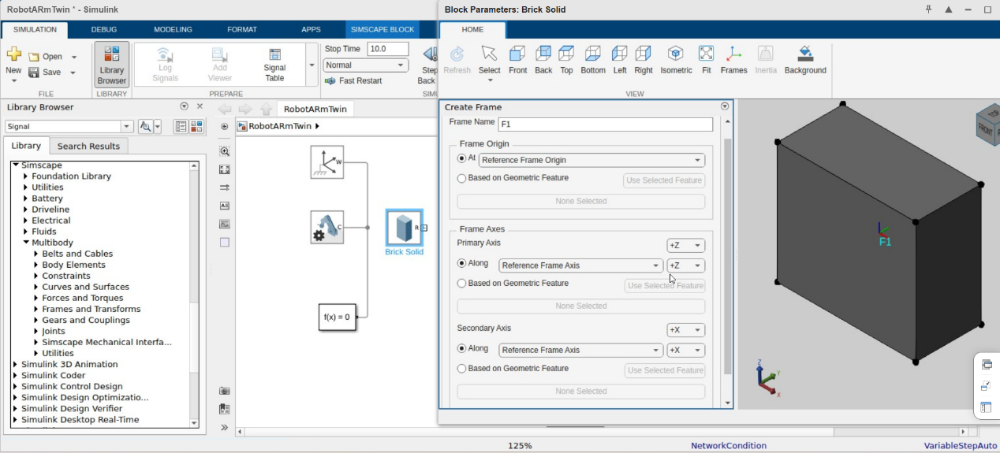 RobotARmTwin * - Simulink
Block Parameters: Brick Solid
SIMULATION
DEBUG
MODELING
FORMAT
APPS
SIMSCAPE BLOCK
HOME
New
Open
Save
FILE
Library
Browser
LIBRARY
Log
Signals
Add
Viewer
Signal
Table
PREPARE
Stop Time 10.0
Normal
Fast Restart
Step
Back
Refresh
Select
Front
Back
Top
Bottom
Left
Right
Isometric
Fit
Frames
Inertia
Background
VIEW
Library Browser
Signal
Library
Search Results
Simscape
Foundation Library
Utilities
Battery
Driveline
Electrical
Fluids
Multibody
Belts and Cables
Body Elements
Constraints
Curves and Surfaces
Forces and Torques
Frames and Transforms
Gears and Couplings
Joints
Simscape Mechanical Interfa...
Utilities
Simulink 3D Animation
Simulink Coder
Simulink Control Design
Simulink Design Optimizatio...
Simulink Design Verifier
Simulink Desktop Real-Time
RobotARmTwin
RobotARmTwin
W
C
R
Brick Solid
f(x) = 0
Create Frame
Frame Name F1
Frame Origin
At Reference Frame Origin
Based on Geometric Feature Use Selected Feature
None Selected
Frame Axes
Primary Axis +Z
Along Reference Frame Axis +Z
Based on Geometric Feature Use Selected Feature
None Selected
Secondary Axis +X
Along Reference Frame Axis +X
Based on Geometric Feature Use Selected Feature
None Selected
FRONT
F1
Z
Y
X
125%
NetworkCondition
VariableStepAuto